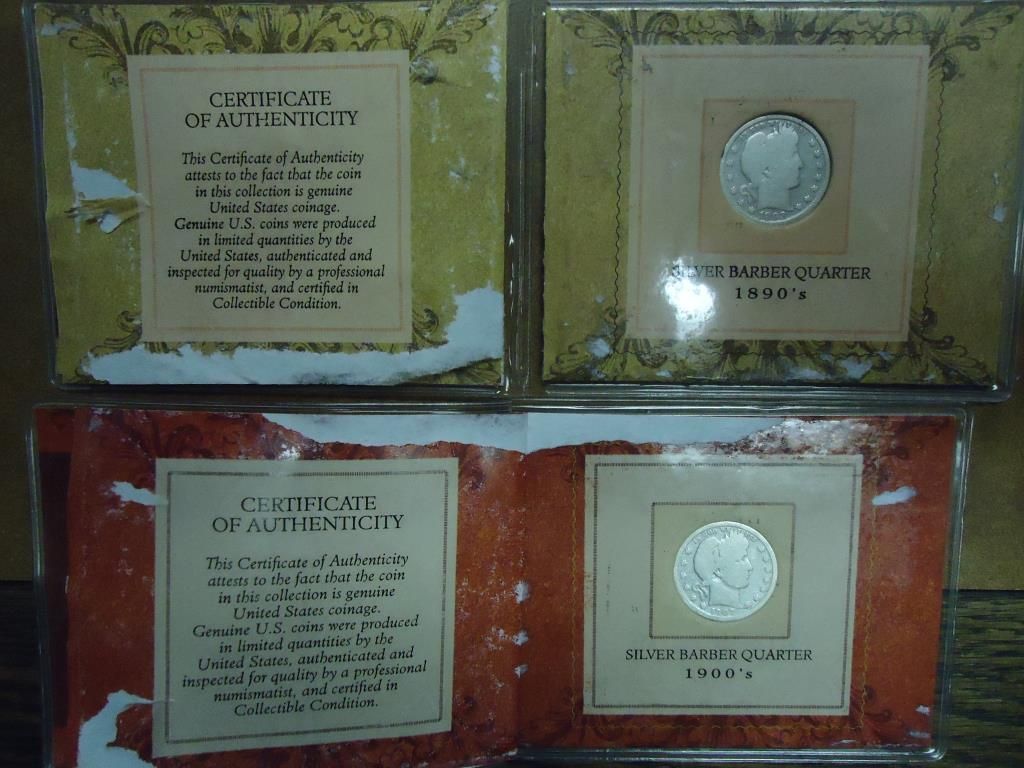 CERTIFICATE
OF AUTHENTICITY
This Certificate of Authenticity
attests to the fact that the coin
in this collection is genuine
United States coinage.
Genuine U.S. coins were produced
in limited quantities by the
United States, authenticated and
inspected for quality by a professional
numismatist, and certified in
Collectible Condition.
SILVER BARBER QUARTER
1890's
CERTIFICATE
OF AUTHENTICITY
This Certificate of Authenticity
attests to the fact that the coin
in this collection is genuine
United States coinage.
Genuine U.S. coins were produced
in limited quantities by the
United States, authenticated and
inspected for quality by a professional
numismatist, and certified in
Collectible Condition.
SILVER BARBER QUARTER
1900's